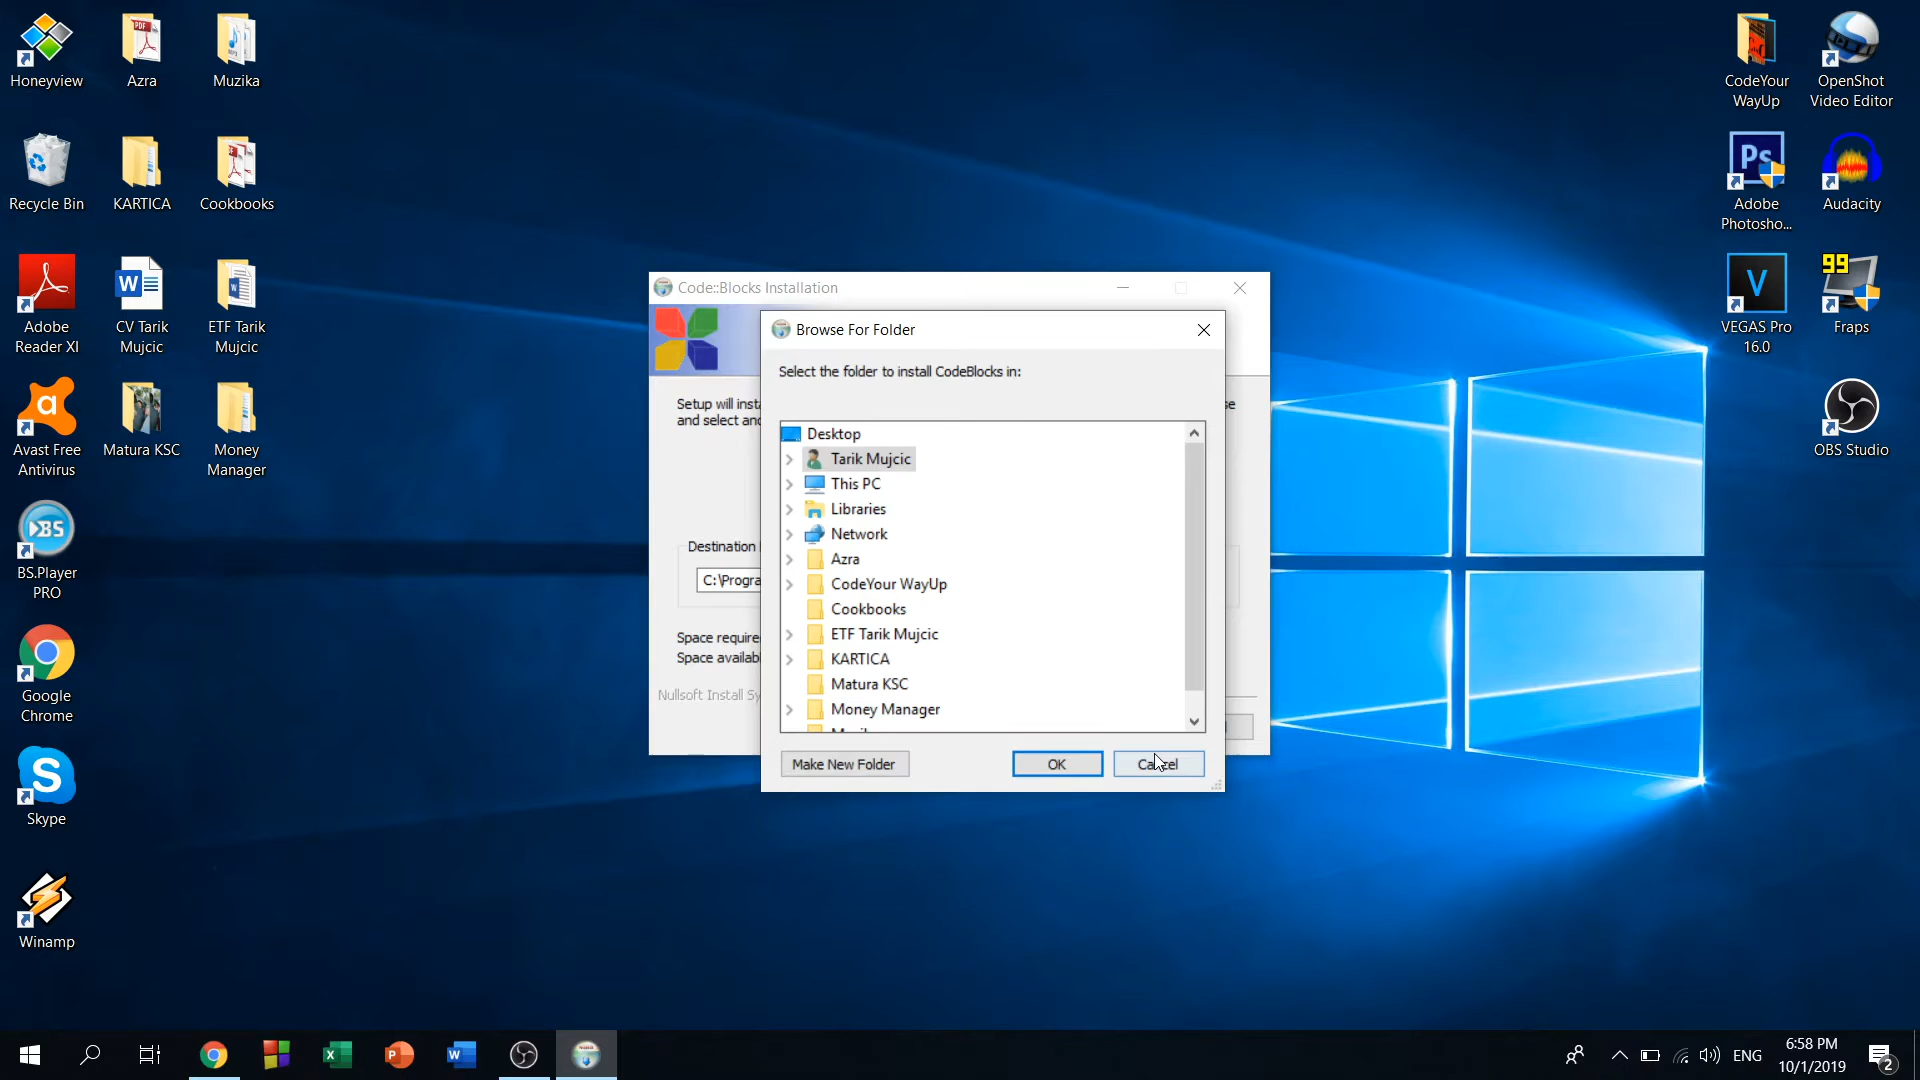 Honeyview
Azra
Muzika
Recycle Bin
KARTICA
Cookbooks
Adobe
Reader XI
CV Tarik
Mujcic
ETF Tarik
Mujcic
Avast Free
Antivirus
Matura KSC
Money
Manager
BS.Player
PRO
Google
Chrome
Skype
Winamp
CodeYour
WayUp
OpenShot
Video Editor
Adobe
Photosho...
Audacity
VEGAS Pro
16.0
99
Fraps
OBS Studio
Code::Blocks Installation
Setup will inst
se
and select an
Destination
C:\Progra
Space require
Space availab
Nullsoft Install Sy
Browse For Folder
Select the folder to install CodeBlocks in:
Desktop
Tarik Mujcic
This PC
Libraries
Network
Azra
CodeYour WayUp
Cookbooks
ETF Tarik Mujcic
KARTICA
Matura KSC
Money Manager
Make New Folder
OK
Cancel
ENG
6:58 PM
10/1/2019
2